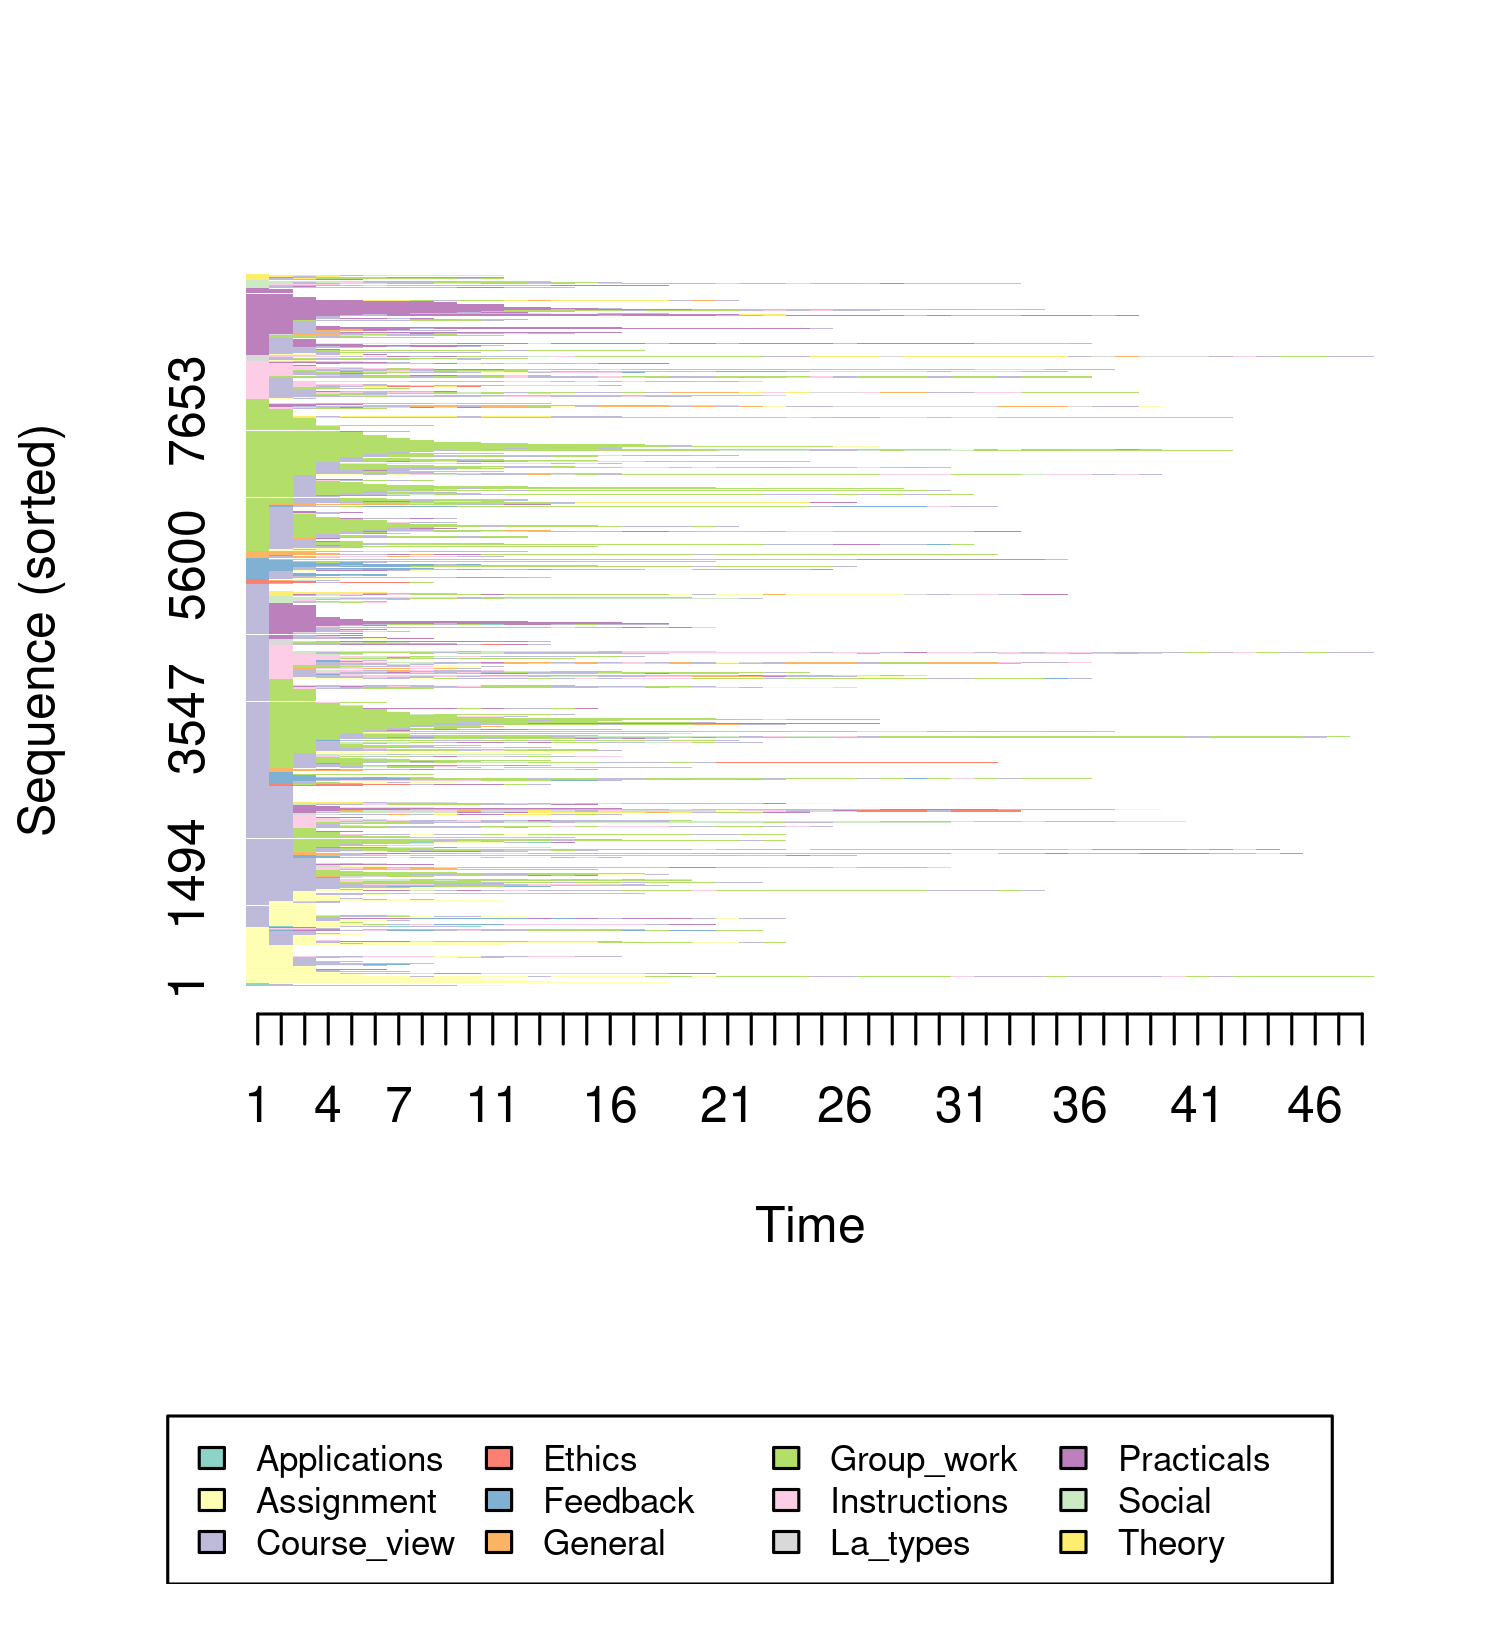 Sequence (sorted)
7653
5600
3547
1494
1
1 4 7 11 16 21 26 31 36 41 46
Time
Applications Ethics Group_work Practicals
Assignment Feedback Instructions Social
Course_view General La_types Theory